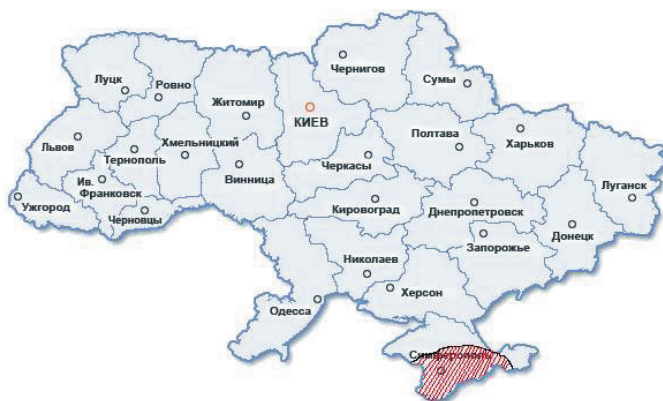 Чернигов
Луцк
Ровно
Сумы
Житомир
КИЕВ
Львов
Тернополь
Хмельницкий
Полтава
Харьков
Черкасы
Винница
Ив.
Франковск
Луганск
Ужгород
Черновцы
Кировоград
Днепропетровск
Запорожье
Донецк
Николаев
Херсон
Одесса
Симферополь